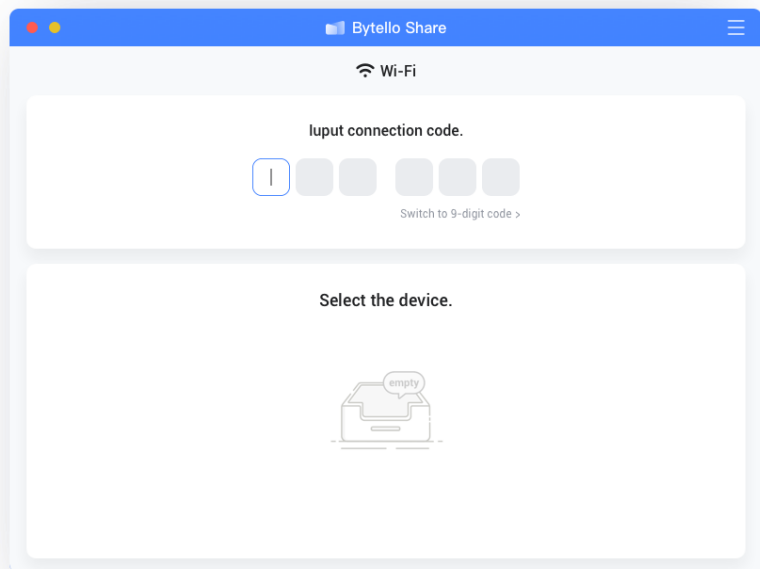 Bytello Share
Wi-Fi
Iuput connection code.
Switch to 9-digit code >
Select the device.
empty